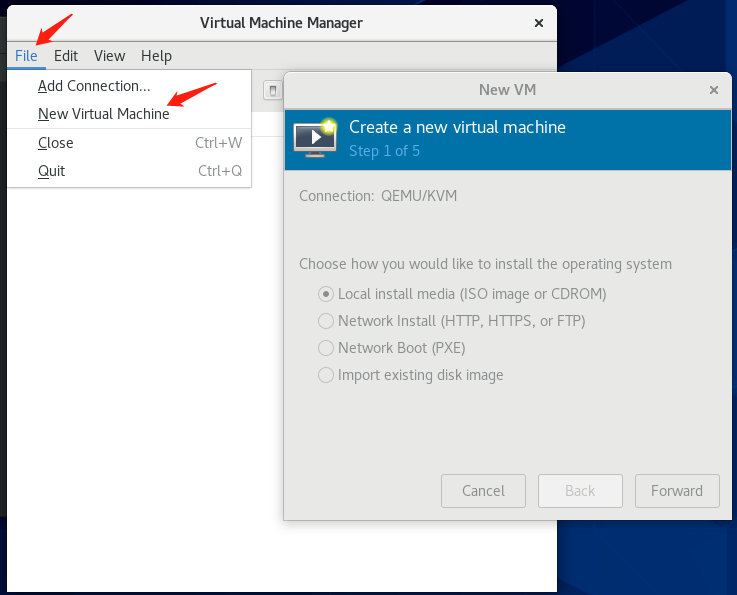 Virtual Machine Manager
File Edit View Help
Add Connection...
New Virtual Machine
Close Ctrl+W
Quit Ctrl+Q
New VM
Create a new virtual machine
Step 1 of 5
Connection: QEMU/KVM
Choose how you would like to install the operating system
Local install media (ISO image or CDROM)
Network Install (HTTP, HTTPS, or FTP)
Network Boot (PXE)
Import existing disk image
Cancel Back Forward